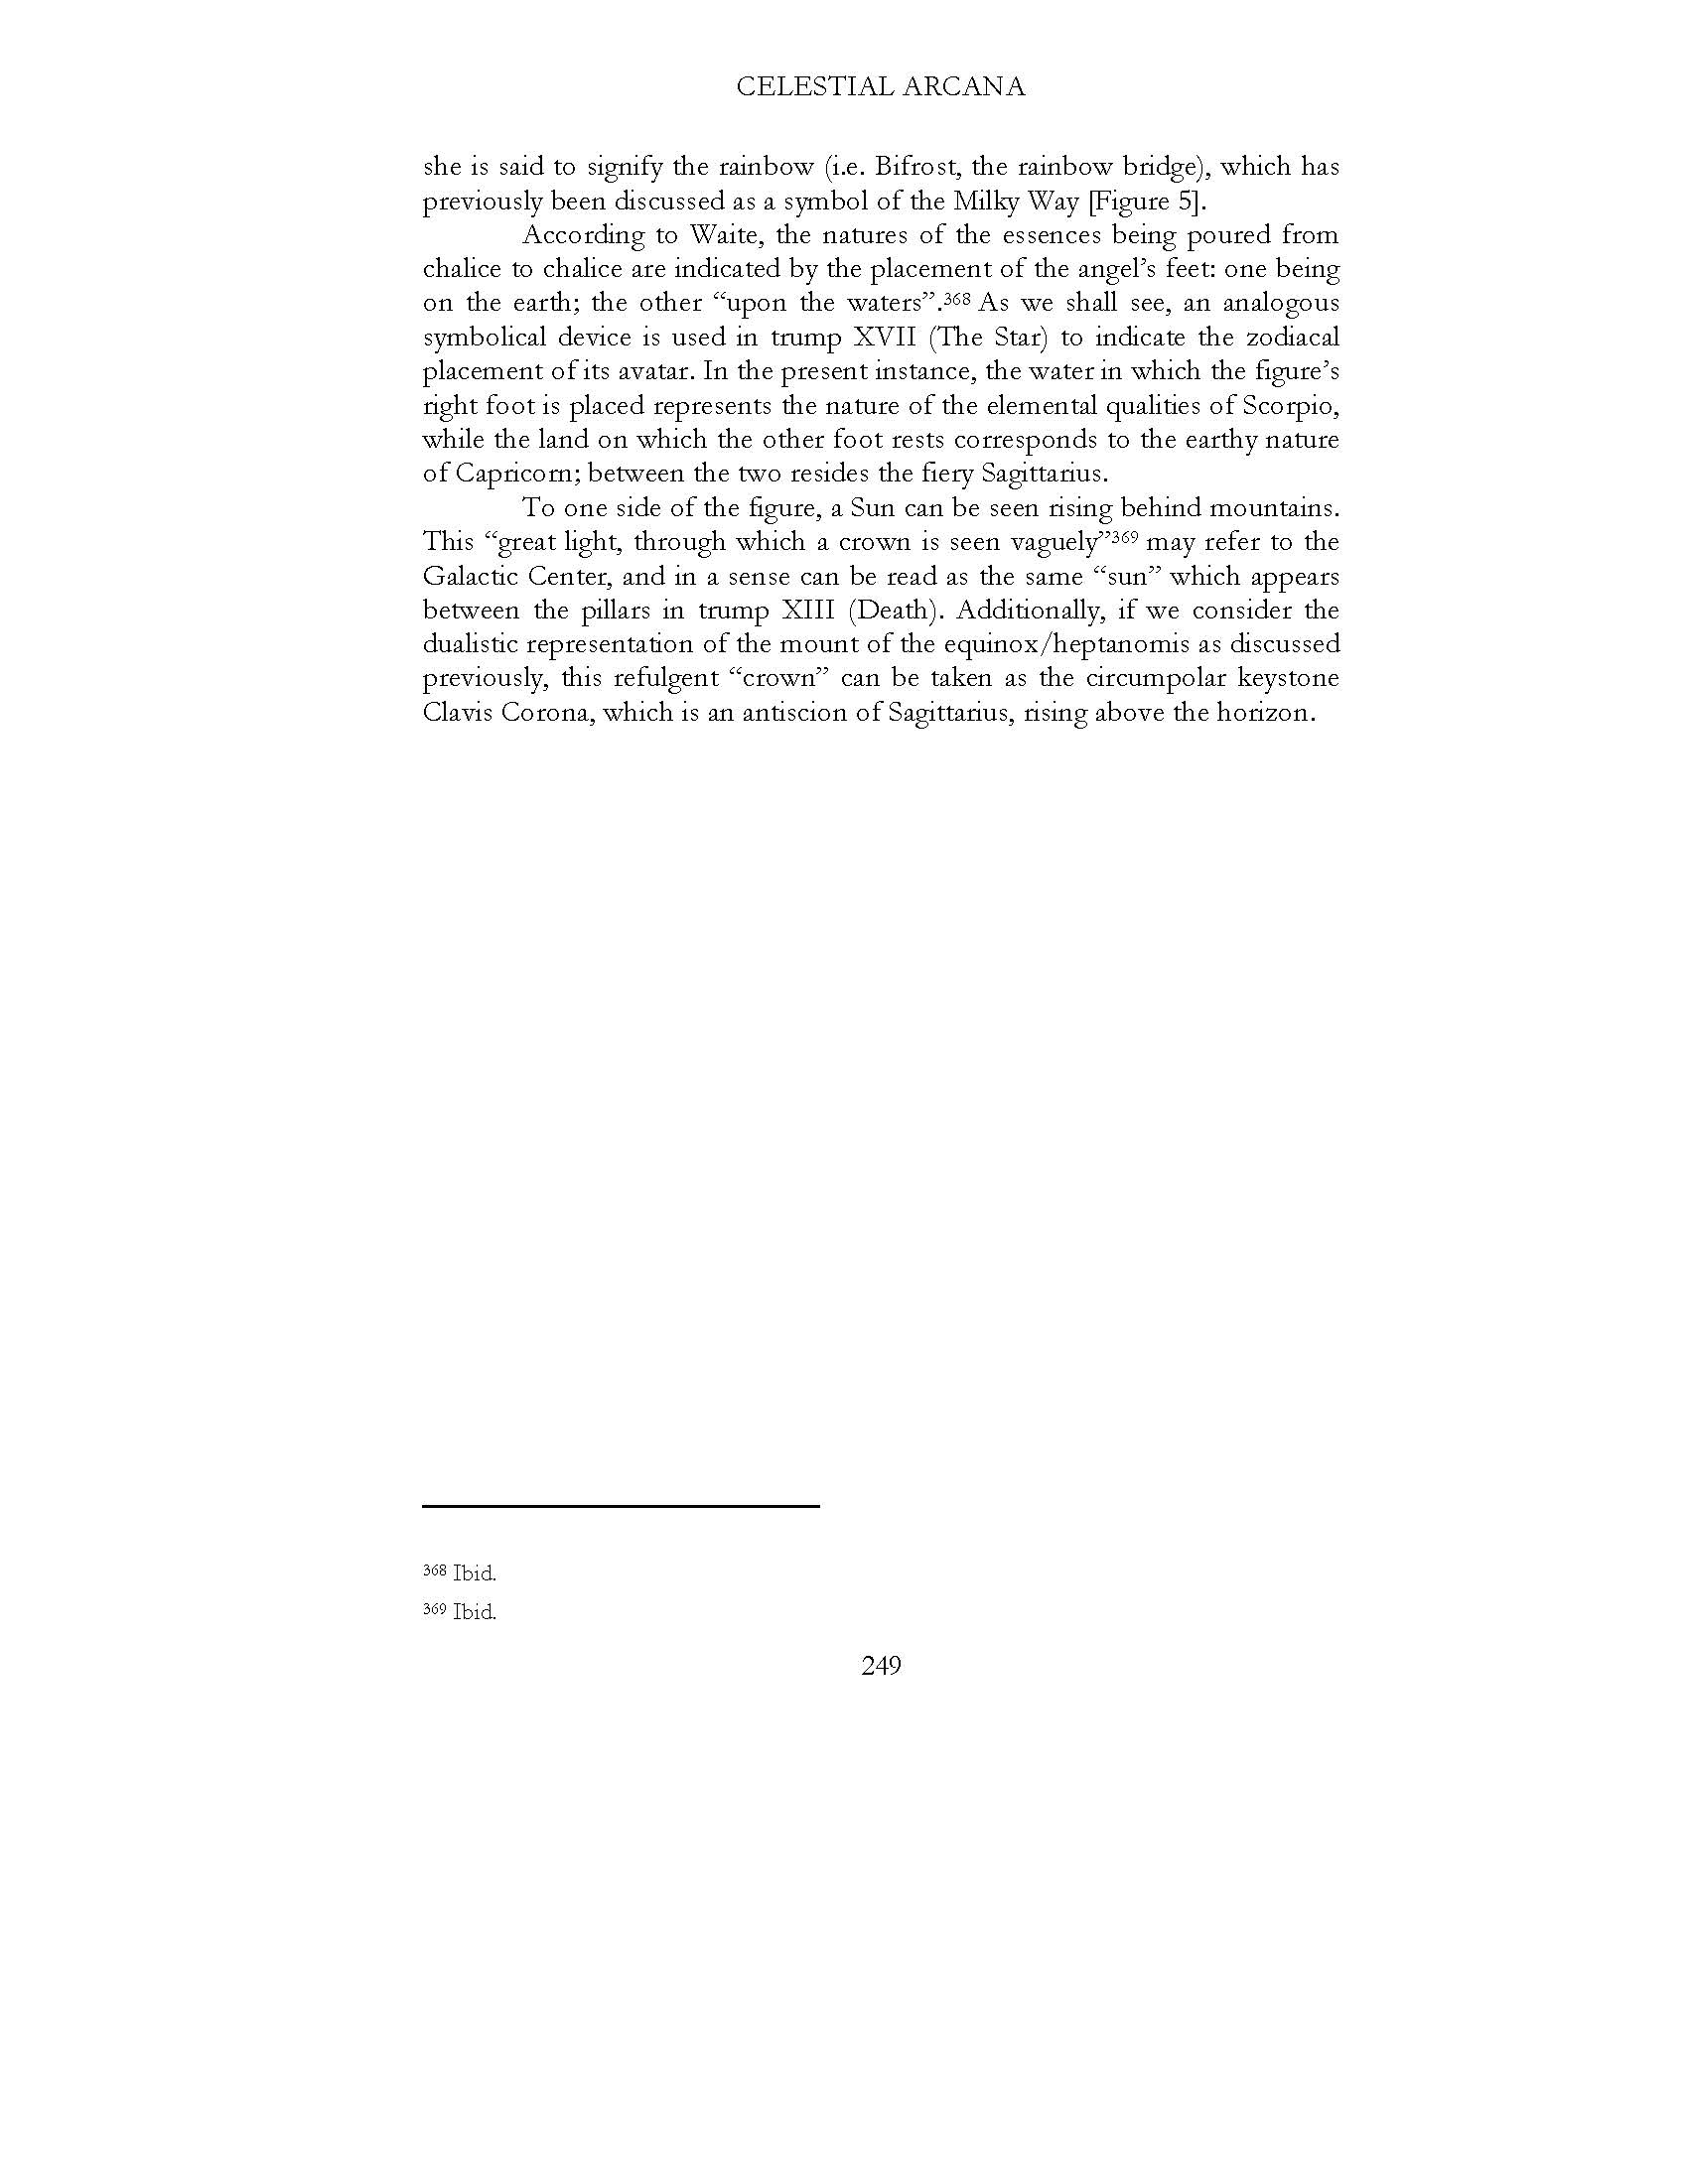 CELESTIAL ARCANA
she is said to signify the rainbow (i.e. Bifrost, the rainbow bridge), which has
previously been discussed as a symbol of the Milky Way [Figure 5].
According to Waite, the natures of the essences being poured from
chalice to chalice are indicated by the placement of the angel’s feet: one being
on the earth; the other “upon the waters”.368 As we shall see, an analogous
symbolical device is used in trump XVII (The Star) to indicate the zodiacal
placement of its avatar. In the present instance, the water in which the figure’s
right foot is placed represents the nature of the elemental qualities of Scorpio,
while the land on which the other foot rests corresponds to the earthy nature
of Capricorn; between the two resides the fiery Sagittarius.
To one side of the figure, a Sun can be seen rising behind mountains.
This “great light, through which a crown is seen vaguely”369 may refer to the
Galactic Center, and in a sense can be read as the same “sun” which appears
between the pillars in trump XIII (Death). Additionally, if we consider the
dualistic representation of the mount of the equinox/heptanomis as discussed
previously, this refulgent “crown” can be taken as the circumpolar keystone
Clavis Corona, which is an antiscion of Sagittarius, rising above the horizon.
368 Ibid.
369 Ibid.
249